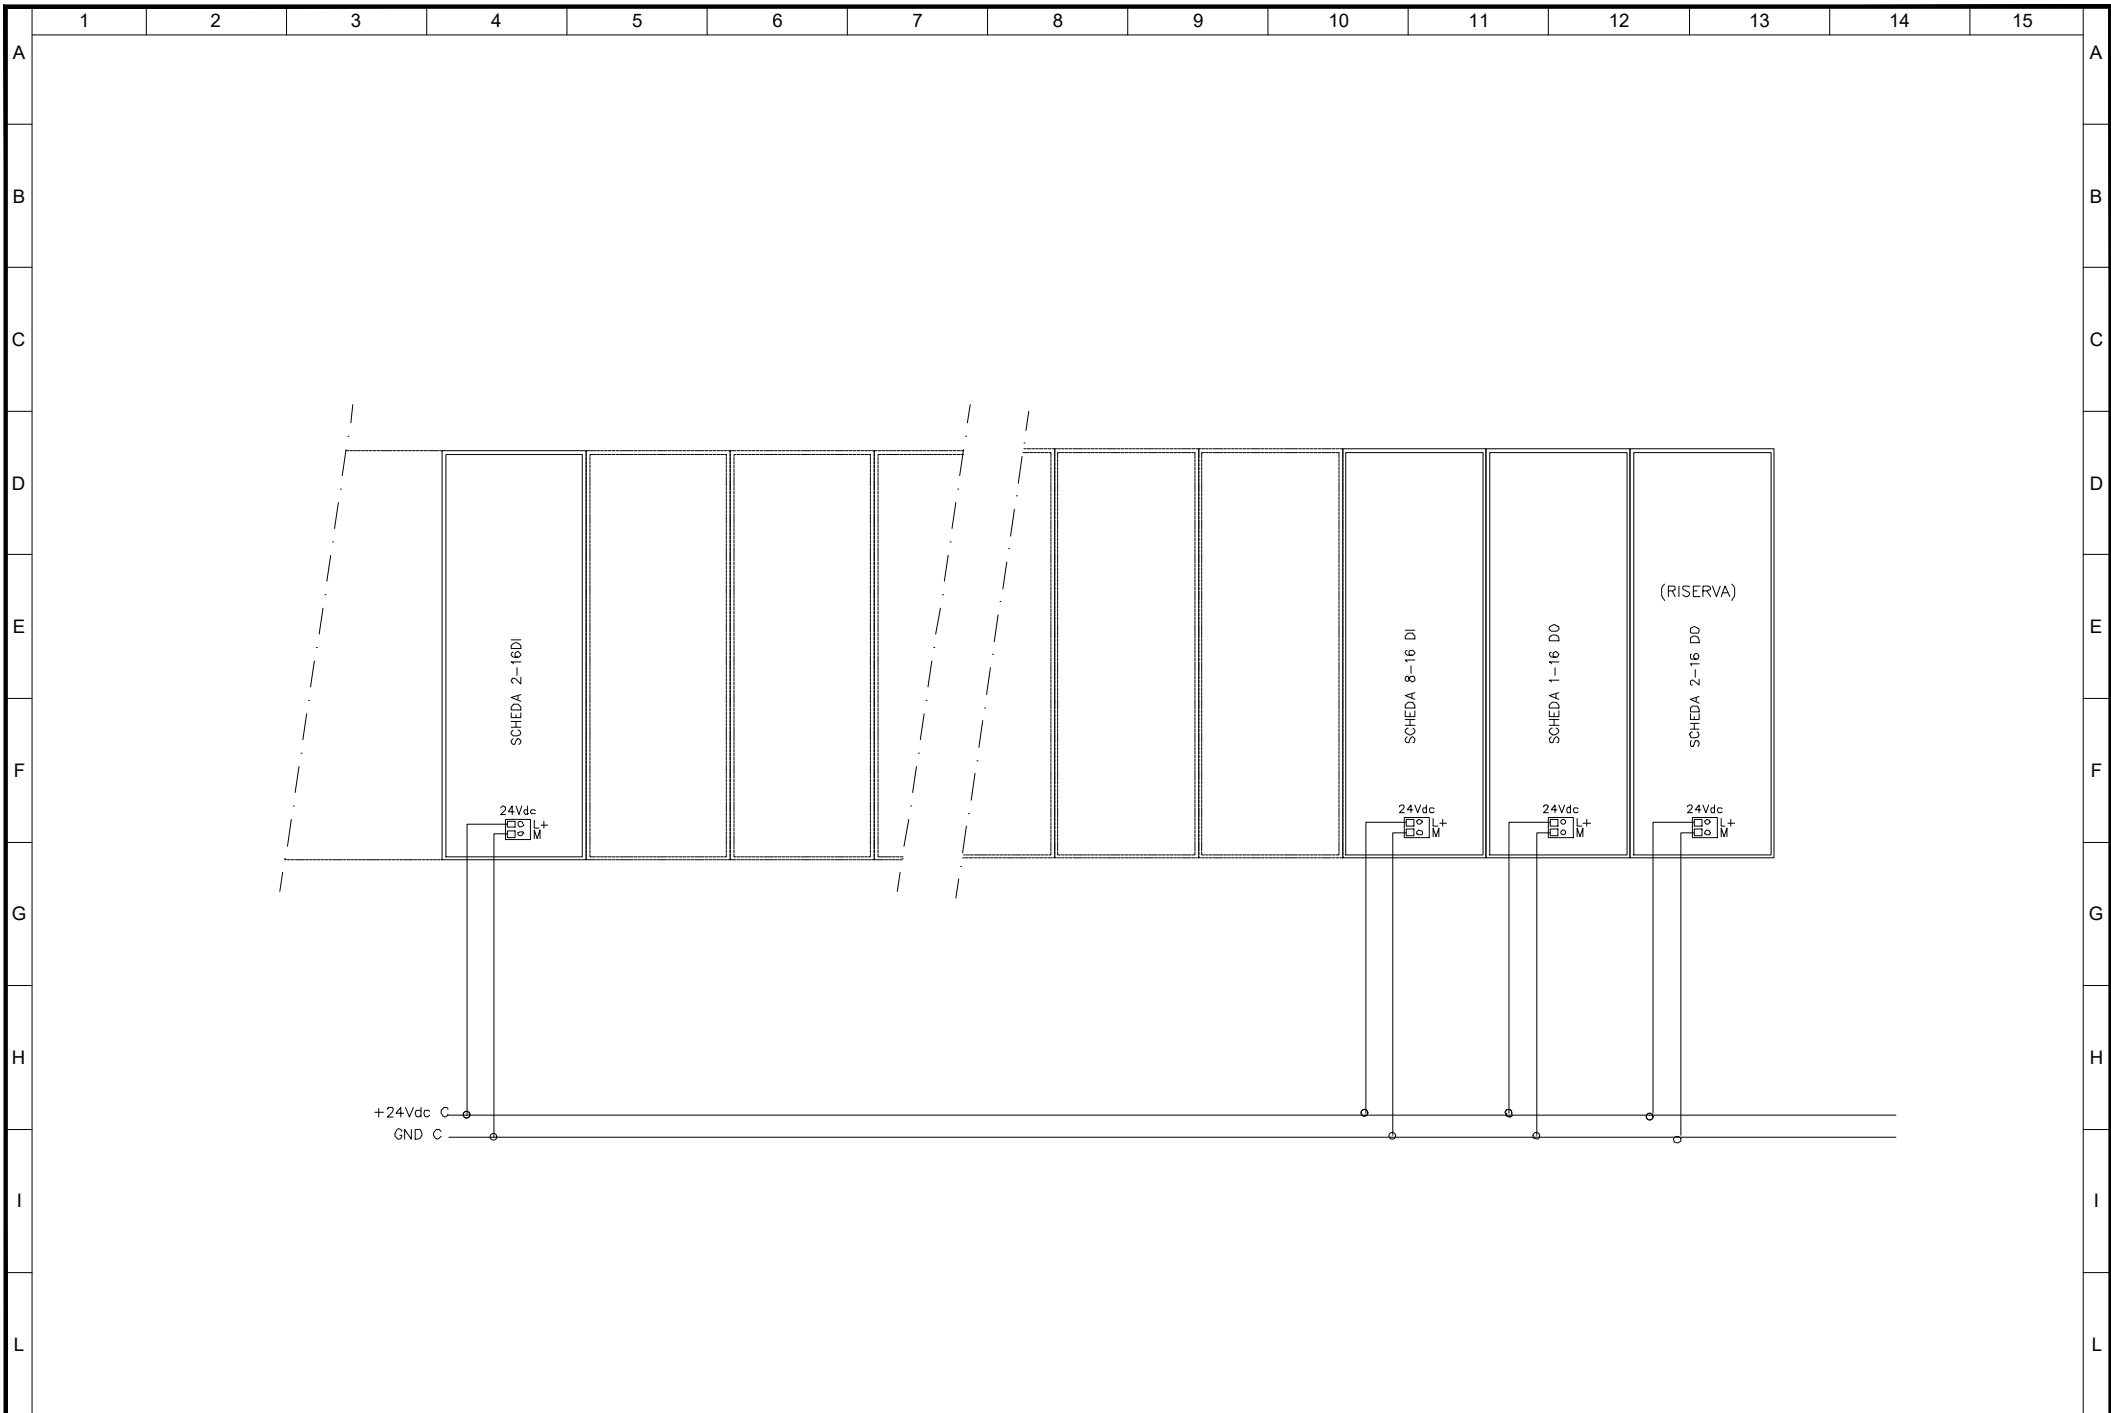 1 2 3 4 5 6 7 8 9 10 11 12 13 14 15
A A
B B
C C
D D
E E
F F
G G
H H
I I
L L
(RISERVA)
SCHEDA 2-16DI
SCHEDA 8-16 DI
SCHEDA 1-16 DO
SCHEDA 2-16 DO
24Vdc
L+
M
24Vdc
L+
M
24Vdc
L+
M
24Vdc
L+
M
+24Vdc C
GND C